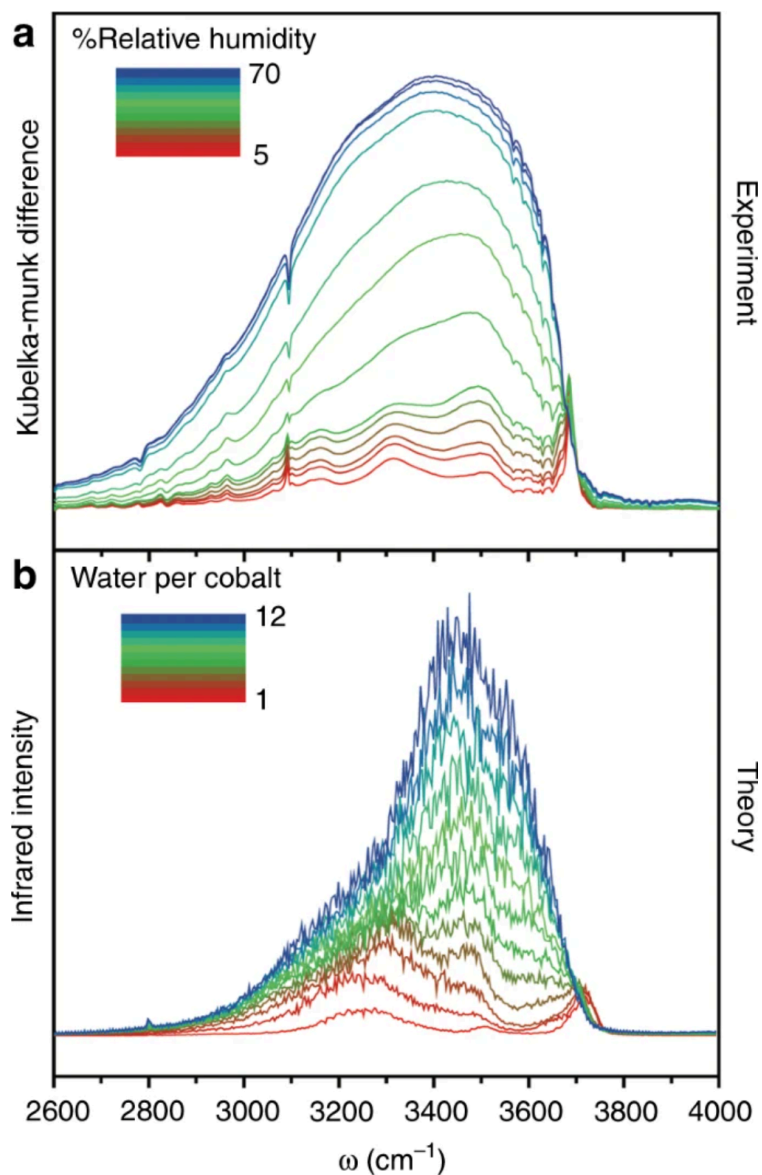 a
%Relative humidity
70
5
Kubelka-munk difference
Experiment
b
Water per cobalt
12
1
Infrared intensity
Theory
2600 2800 3000 3200 3400 3600 3800 4000
ω (cm⁻¹)